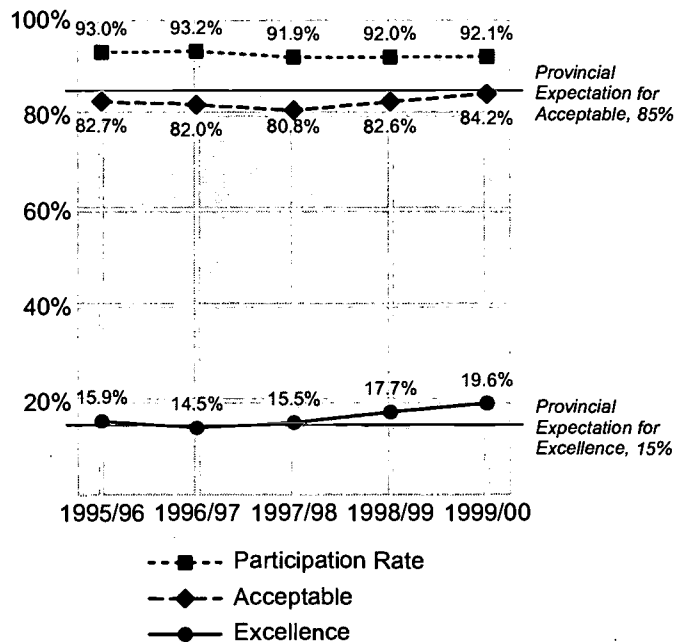 100%
93.0% 93.2% 91.9% 92.0% 92.1%
Provincial
Expectation for
Acceptable, 85%
80%
82.7% 82.0% 80.8% 82.6% 84.2%
60%
40%
20%
15.9% 14.5% 15.5% 17.7% 19.6%
Provincial
Expectation for
Excellence, 15%
1995/96 1996/97 1997/98 1998/99 1999/00
Participation Rate
Acceptable
Excellence